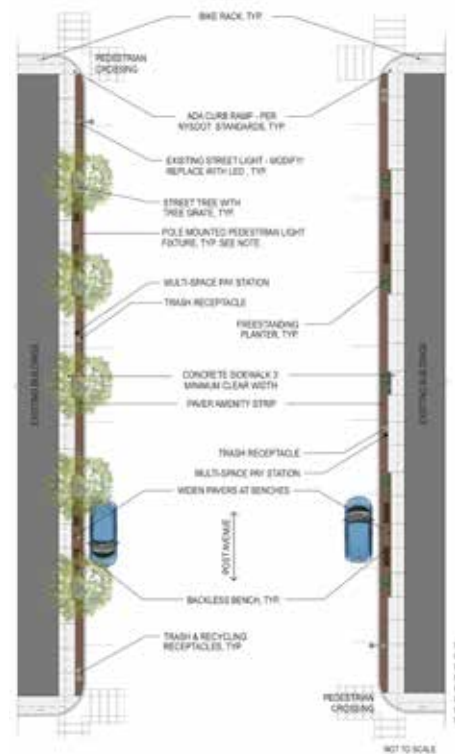 BIKE RACK, TYP.
PEDESTRIAN
CROSSING
ADA CURB RAMP - PER
NYSDOT STANDARDS, TYP.
EXISTING STREET LIGHT - MODIFY/
REPLACE WITH LED , TYP.
STREET TREE WITH
TREE GRATE, TYP.
POLE MOUNTED PEDESTRIAN LIGHT
FIXTURE, TYP. SEE NOTE
MULTI-SPACE PAY STATION
TRASH RECEPTACLE
FREESTANDING
PLANTER, TYP.
EXISTING BUILDINGS
EXISTING BUILDINGS
CONCRETE SIDEWALK 3'
MINIMUM CLEAR WIDTH
PAVER AMENITY STRIP
TRASH RECEPTACLE
MULTI-SPACE PAY STATION
WIDEN PAVERS AT BENCHES
POST AVENUE
BACKLESS BENCH, TYP.
TRASH & RECYCLING
RECEPTACLES, TYP.
PEDESTRIAN
CROSSING
NOT TO SCALE